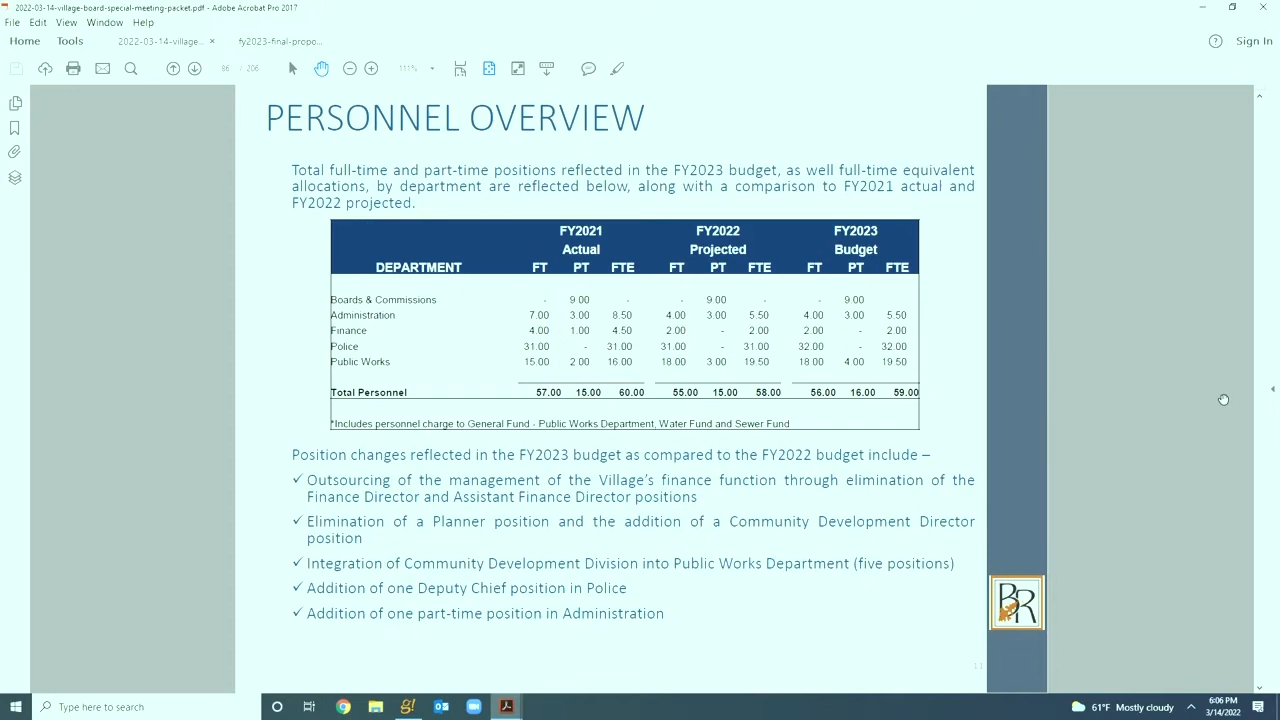 2022-03-14-village-board-special-meeting-packet.pdf - Adobe Acrobat Pro 2017
File Edit View Window Help
Home Tools 2022-03-14-village... × fy2023-final-propo... ? Sign In
86 / 206 111%
PERSONNEL OVERVIEW
Total full-time and part-time positions reflected in the FY2023 budget, as well full-time equivalent
allocations, by department are reflected below, along with a comparison to FY2021 actual and
FY2022 projected.
FY2021 FY2022 FY2023
Actual Projected Budget
DEPARTMENT FT PT FTE FT PT FTE FT PT FTE
Boards & Commissions - 9.00 - - 9.00 - - 9.00
Administration 7.00 3.00 8.50 4.00 3.00 5.50 4.00 3.00 5.50
Finance 4.00 1.00 4.50 2.00 - 2.00 2.00 - 2.00
Police 31.00 - 31.00 31.00 - 31.00 32.00 - 32.00
Public Works 15.00 2.00 16.00 18.00 3.00 19.50 18.00 4.00 19.50
Total Personnel 57.00 15.00 60.00 55.00 15.00 58.00 56.00 16.00 59.00
*Includes personnel charge to General Fund - Public Works Department, Water Fund and Sewer Fund
Position changes reflected in the FY2023 budget as compared to the FY2022 budget include –
✓ Outsourcing of the management of the Village's finance function through elimination of the
Finance Director and Assistant Finance Director positions
✓ Elimination of a Planner position and the addition of a Community Development Director
position
✓ Integration of Community Development Division into Public Works Department (five positions)
✓ Addition of one Deputy Chief position in Police
✓ Addition of one part-time position in Administration
BR
11
Type here to search
g!
61°F Mostly cloudy
6:06 PM
3/14/2022